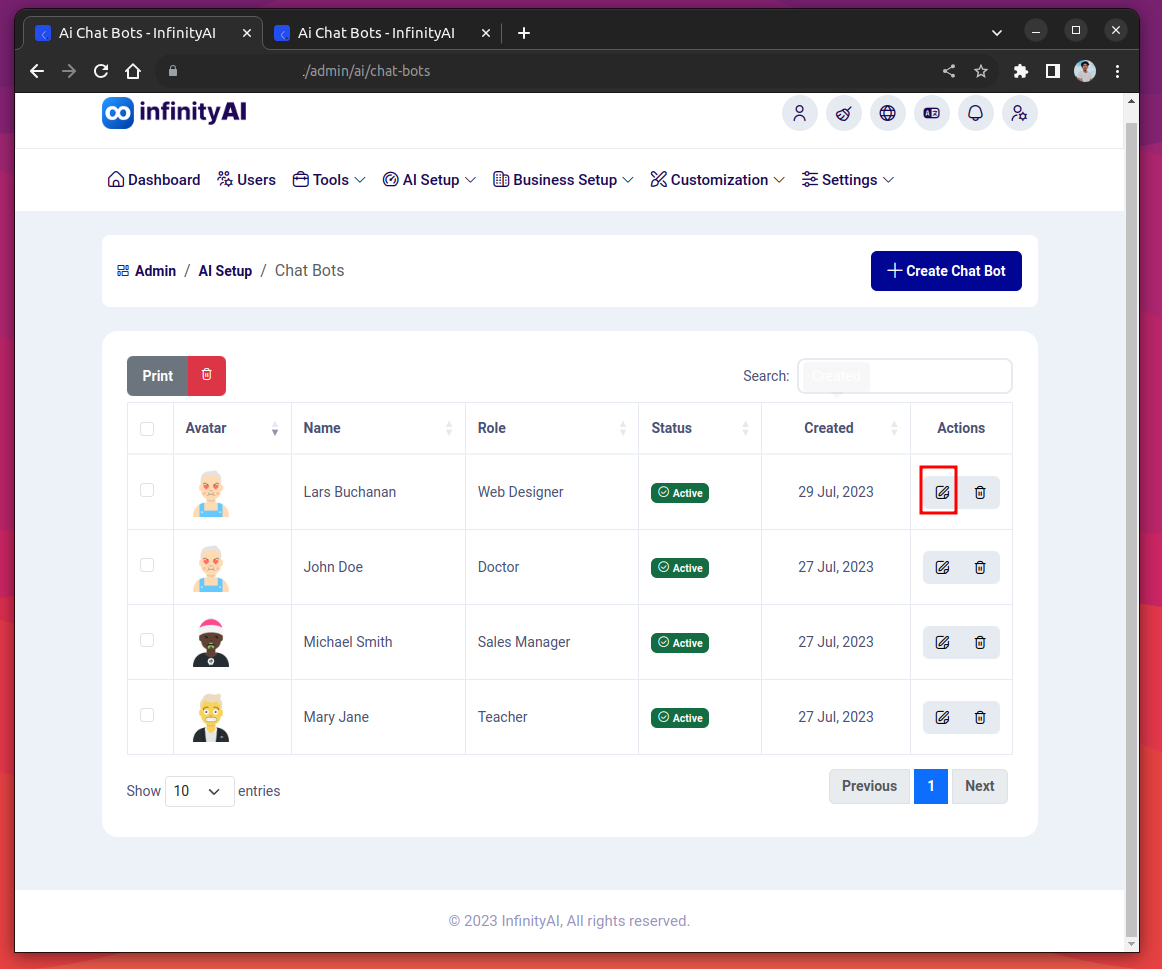 Ai Chat Bots - InfinityAI
Ai Chat Bots - InfinityAI
./admin/ai/chat-bots
infinityAI
Dashboard Users Tools AI Setup Business Setup Customization Settings
Admin / AI Setup / Chat Bots
Create Chat Bot
Print
Search:
Created
Avatar Name Role Status Created Actions
Lars Buchanan Web Designer Active 29 Jul, 2023
John Doe Doctor Active 27 Jul, 2023
Michael Smith Sales Manager Active 27 Jul, 2023
Mary Jane Teacher Active 27 Jul, 2023
Show 10 entries
Previous 1 Next
© 2023 InfinityAI, All rights reserved.